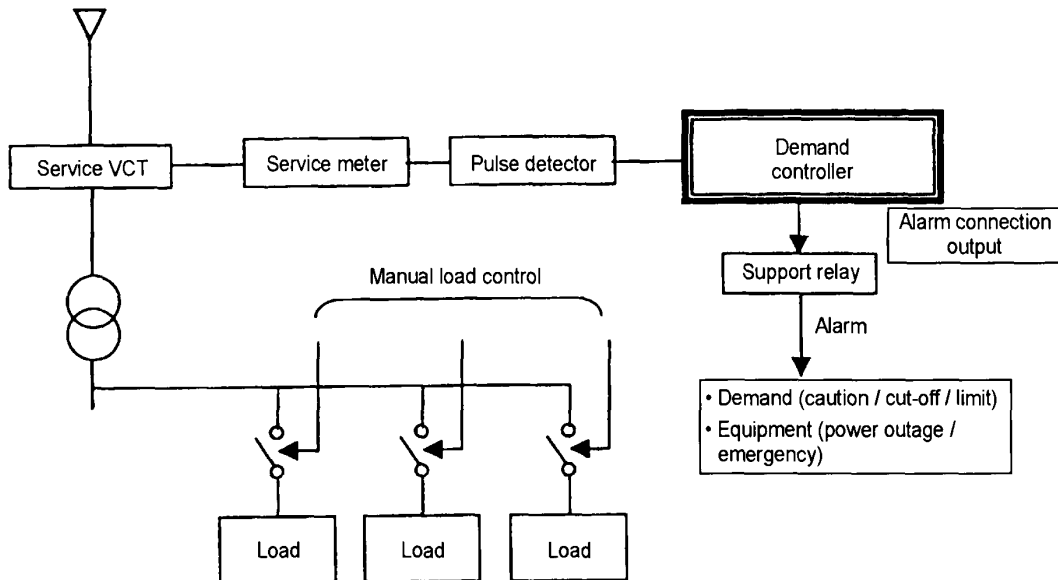 Service VCT
Service meter
Pulse detector
Demand
controller
Alarm connection
output
Support relay
Manual load control
Alarm
• Demand (caution / cut-off / limit)
• Equipment (power outage /
emergency)
Load
Load
Load